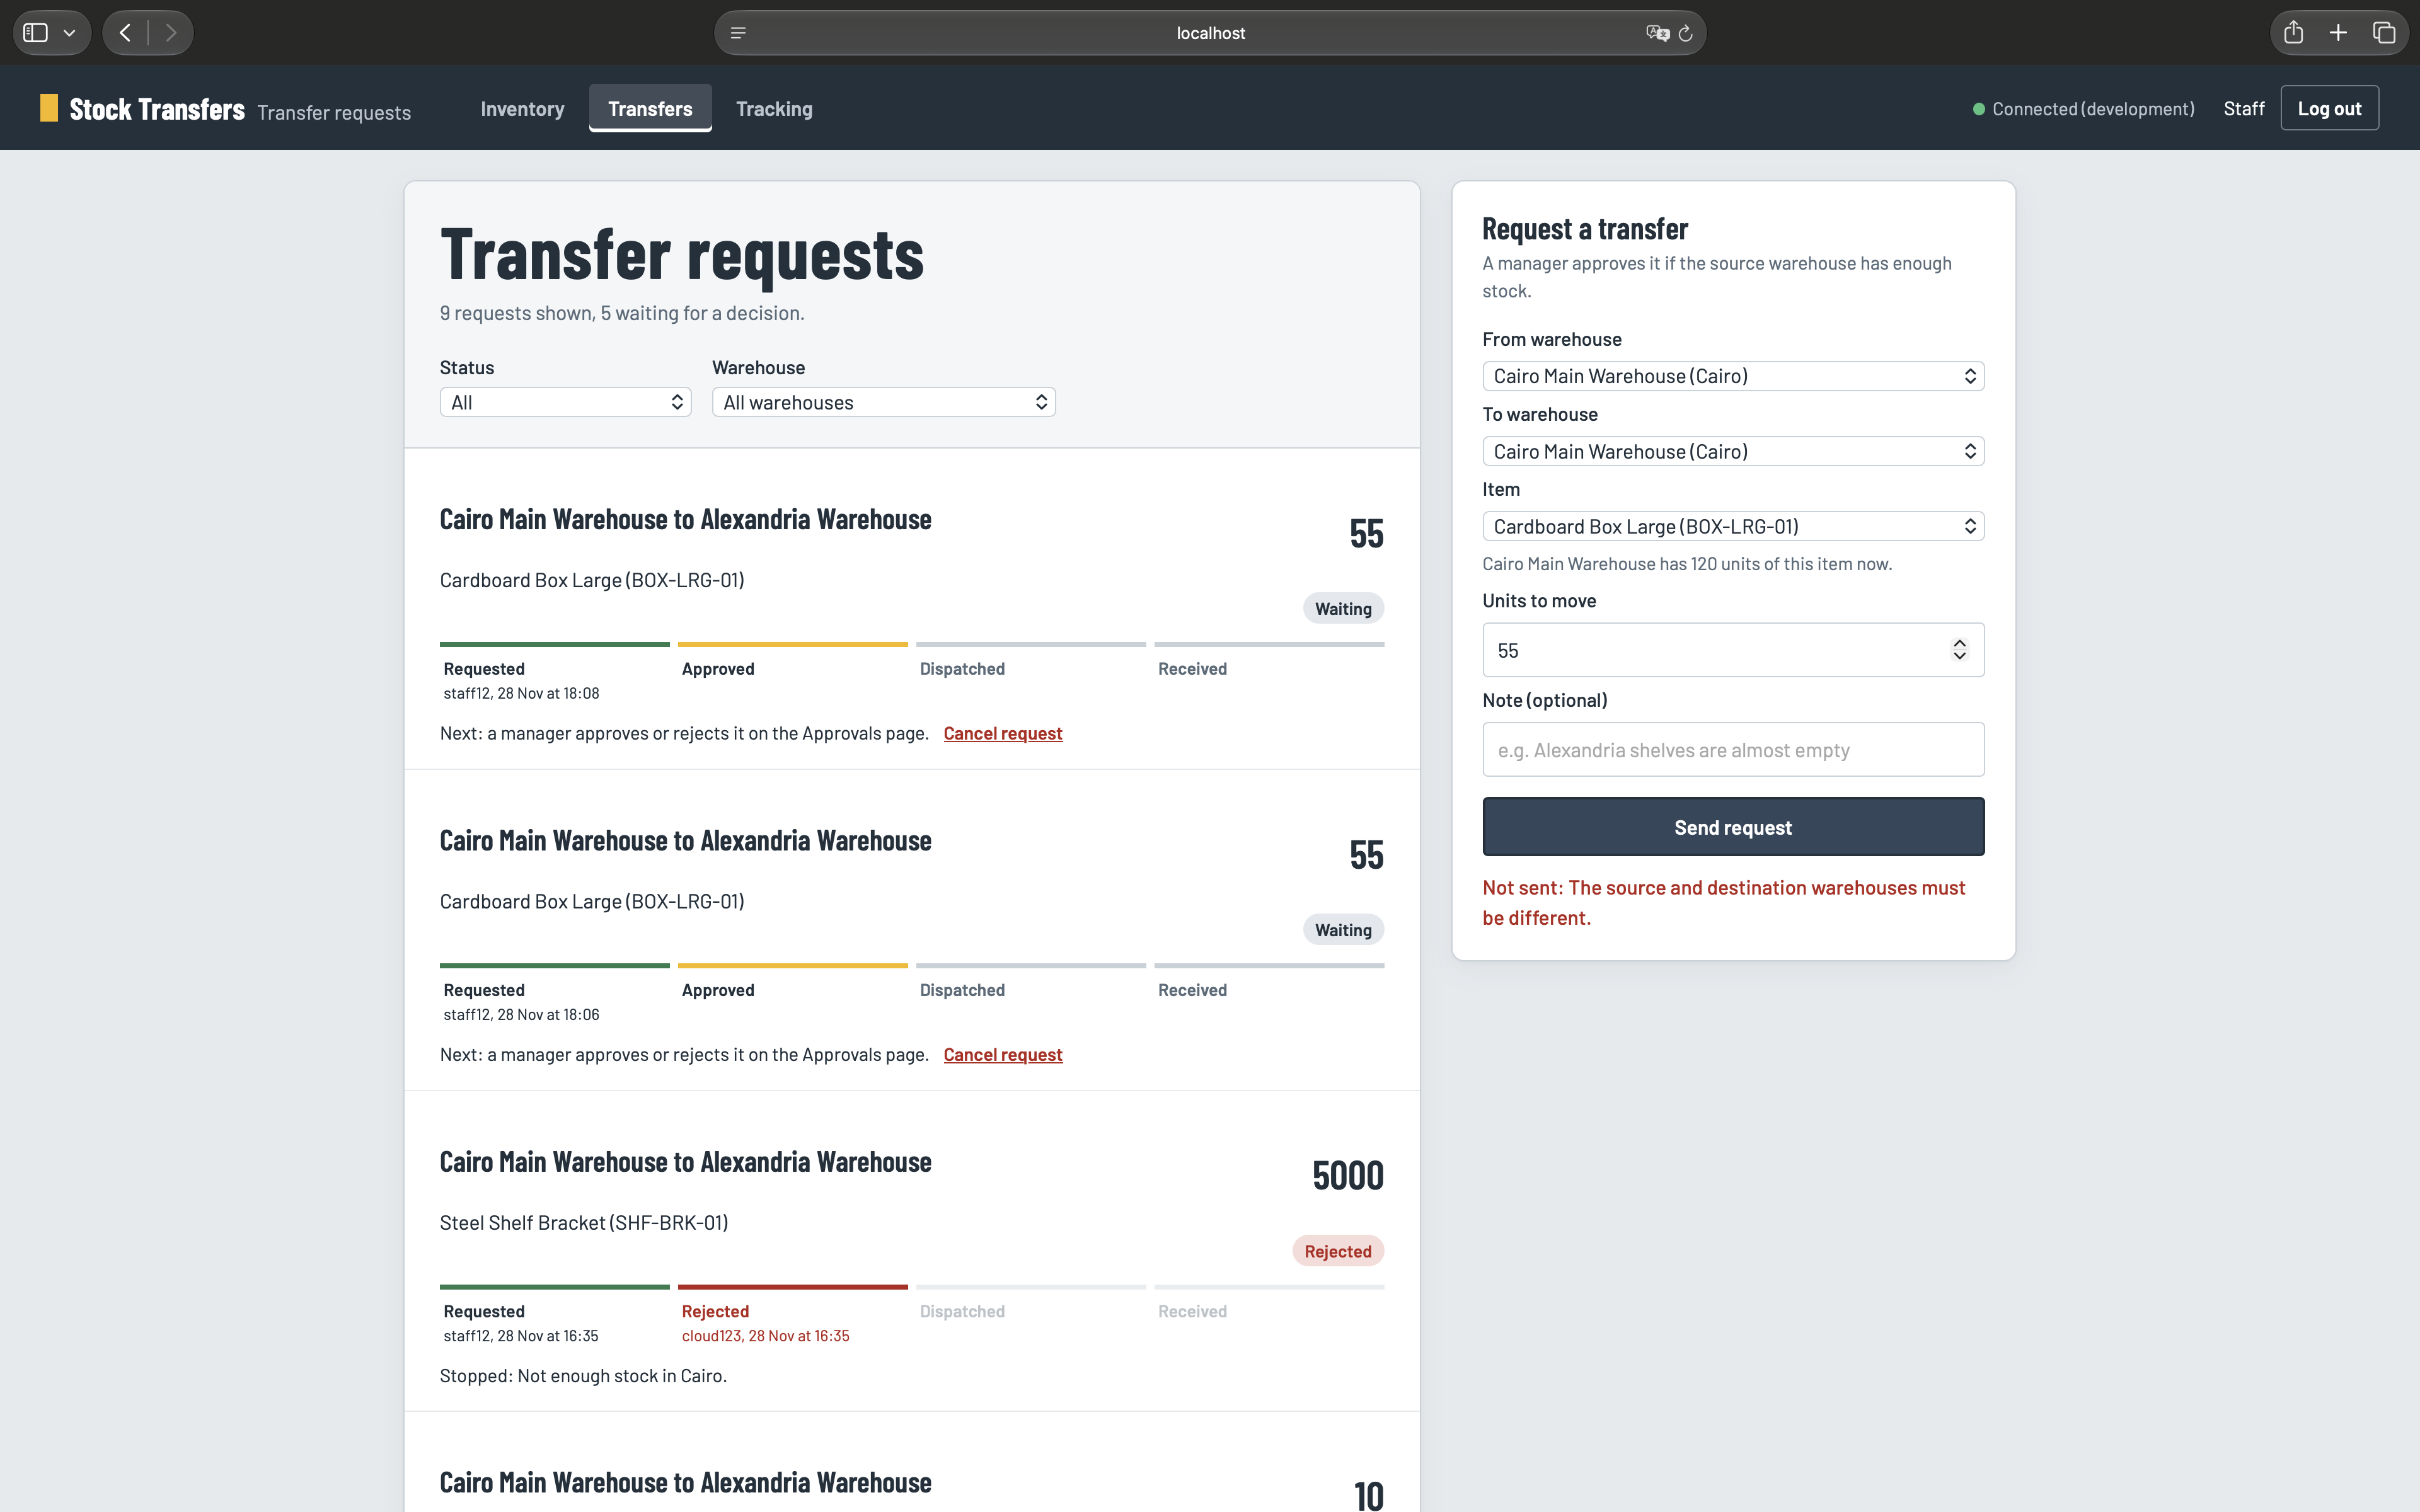 localhost
Stock Transfers Transfer requests Inventory Transfers Tracking Connected (development) Staff Log out
Transfer requests
9 requests shown, 5 waiting for a decision.
Status Warehouse
All All warehouses
Cairo Main Warehouse to Alexandria Warehouse 55
Cardboard Box Large (BOX-LRG-01)
Waiting
Requested Approved Dispatched Received
staff12, 28 Nov at 18:08
Next: a manager approves or rejects it on the Approvals page. Cancel request
Cairo Main Warehouse to Alexandria Warehouse 55
Cardboard Box Large (BOX-LRG-01)
Waiting
Requested Approved Dispatched Received
staff12, 28 Nov at 18:06
Next: a manager approves or rejects it on the Approvals page. Cancel request
Cairo Main Warehouse to Alexandria Warehouse 5000
Steel Shelf Bracket (SHF-BRK-01)
Rejected
Requested Rejected Dispatched Received
staff12, 28 Nov at 16:35 cloud123, 28 Nov at 16:35
Stopped: Not enough stock in Cairo.
Cairo Main Warehouse to Alexandria Warehouse 10
Request a transfer
A manager approves it if the source warehouse has enough
stock.
From warehouse
Cairo Main Warehouse (Cairo)
To warehouse
Cairo Main Warehouse (Cairo)
Item
Cardboard Box Large (BOX-LRG-01)
Cairo Main Warehouse has 120 units of this item now.
Units to move
55
Note (optional)
e.g. Alexandria shelves are almost empty
Send request
Not sent: The source and destination warehouses must
be different.